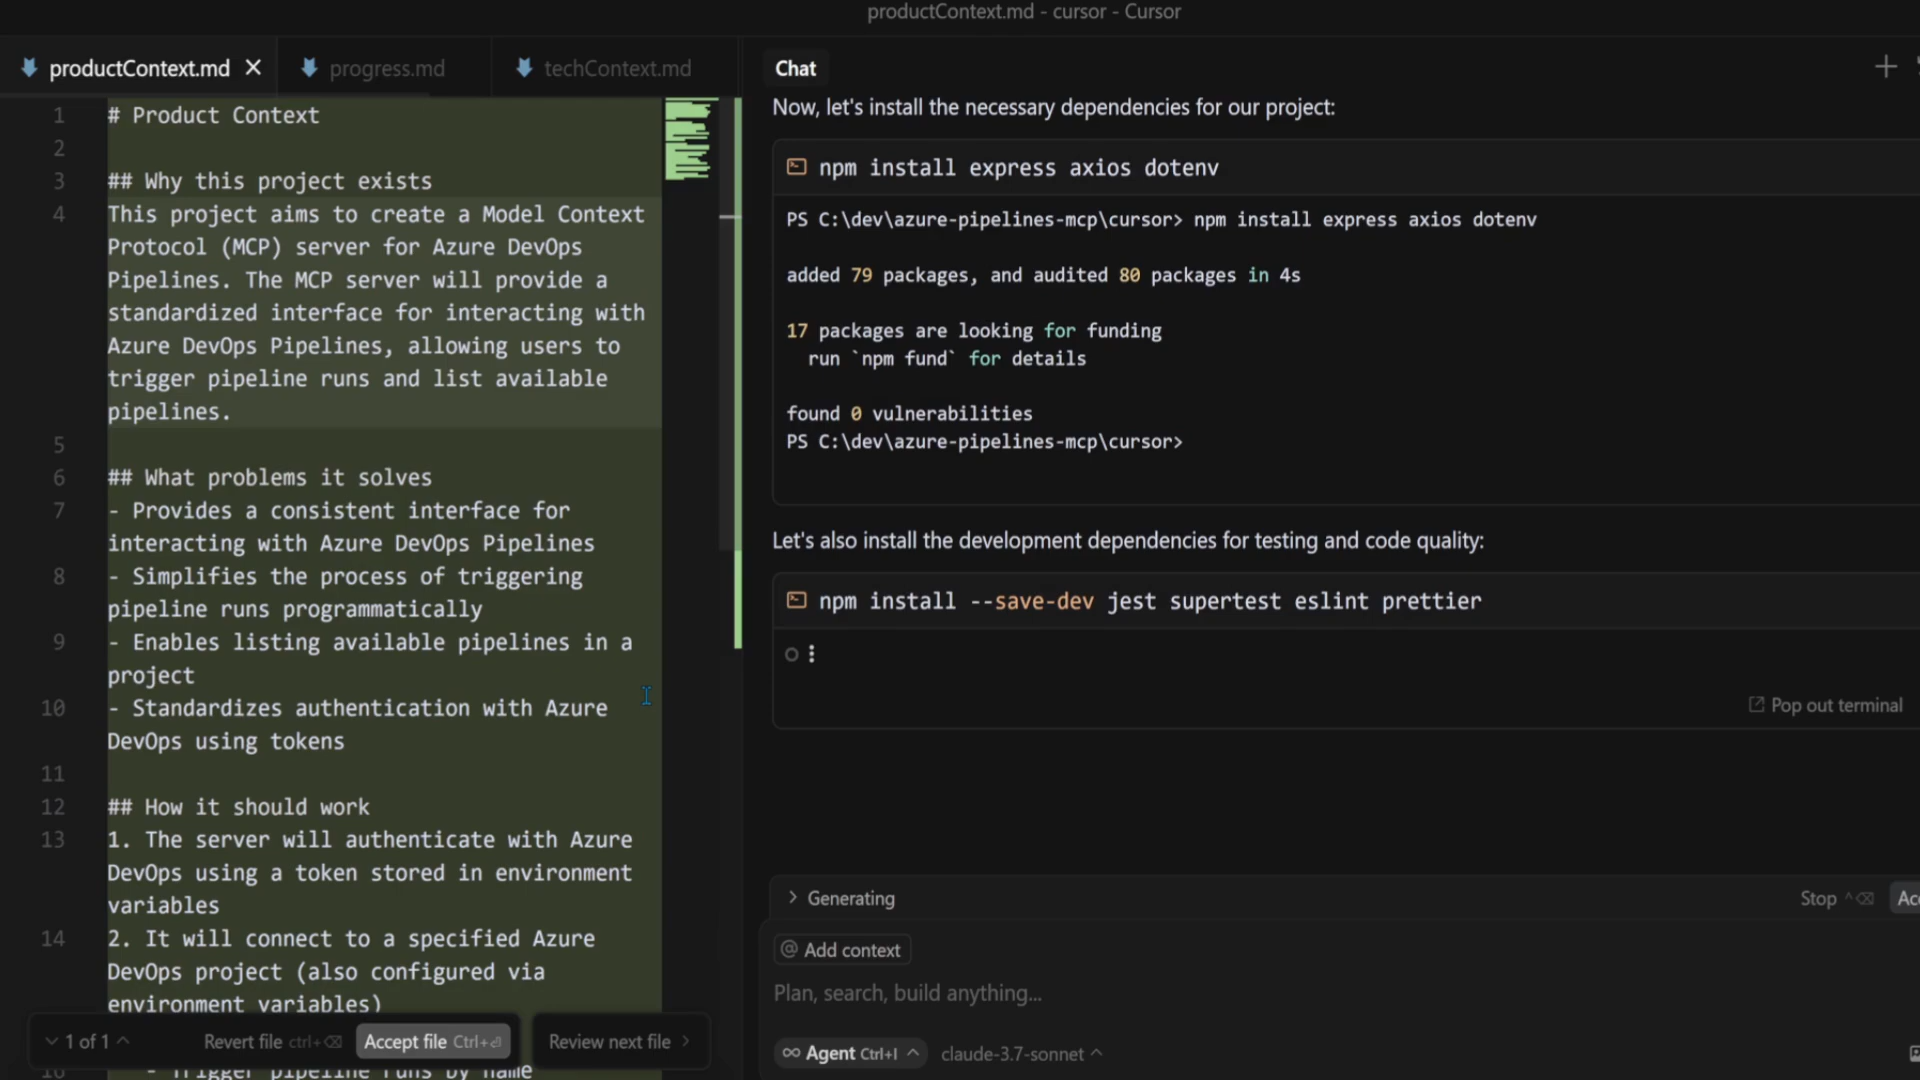 productContext.md - cursor - Cursor
productContext.md
progress.md
techContext.md
1 # Product Context
2
3 ## Why this project exists
4 This project aims to create a Model Context
Protocol (MCP) server for Azure DevOps
Pipelines. The MCP server will provide a
standardized interface for interacting with
Azure DevOps Pipelines, allowing users to
trigger pipeline runs and list available
pipelines.
5
6 ## What problems it solves
7 - Provides a consistent interface for
interacting with Azure DevOps Pipelines
8 - Simplifies the process of triggering
pipeline runs programmatically
9 - Enables listing available pipelines in a
project
10 - Standardizes authentication with Azure
DevOps using tokens
11
12 ## How it should work
13 1. The server will authenticate with Azure
DevOps using a token stored in environment
variables
14 2. It will connect to a specified Azure
DevOps project (also configured via
environment variables)
1 of 1
Revert file ctrl+⌫
Accept file Ctrl+⏎
Review next file
16 - Trigger pipeline runs by name
Chat
Now, let's install the necessary dependencies for our project:
npm install express axios dotenv
PS C:\dev\azure-pipelines-mcp\cursor> npm install express axios dotenv
added 79 packages, and audited 80 packages in 4s
17 packages are looking for funding
run `npm fund` for details
found 0 vulnerabilities
PS C:\dev\azure-pipelines-mcp\cursor>
Let's also install the development dependencies for testing and code quality:
npm install --save-dev jest supertest eslint prettier
Pop out terminal
Generating
Stop ^⌫
Acc
@ Add context
Plan, search, build anything...
∞ Agent Ctrl+I
claude-3.7-sonnet